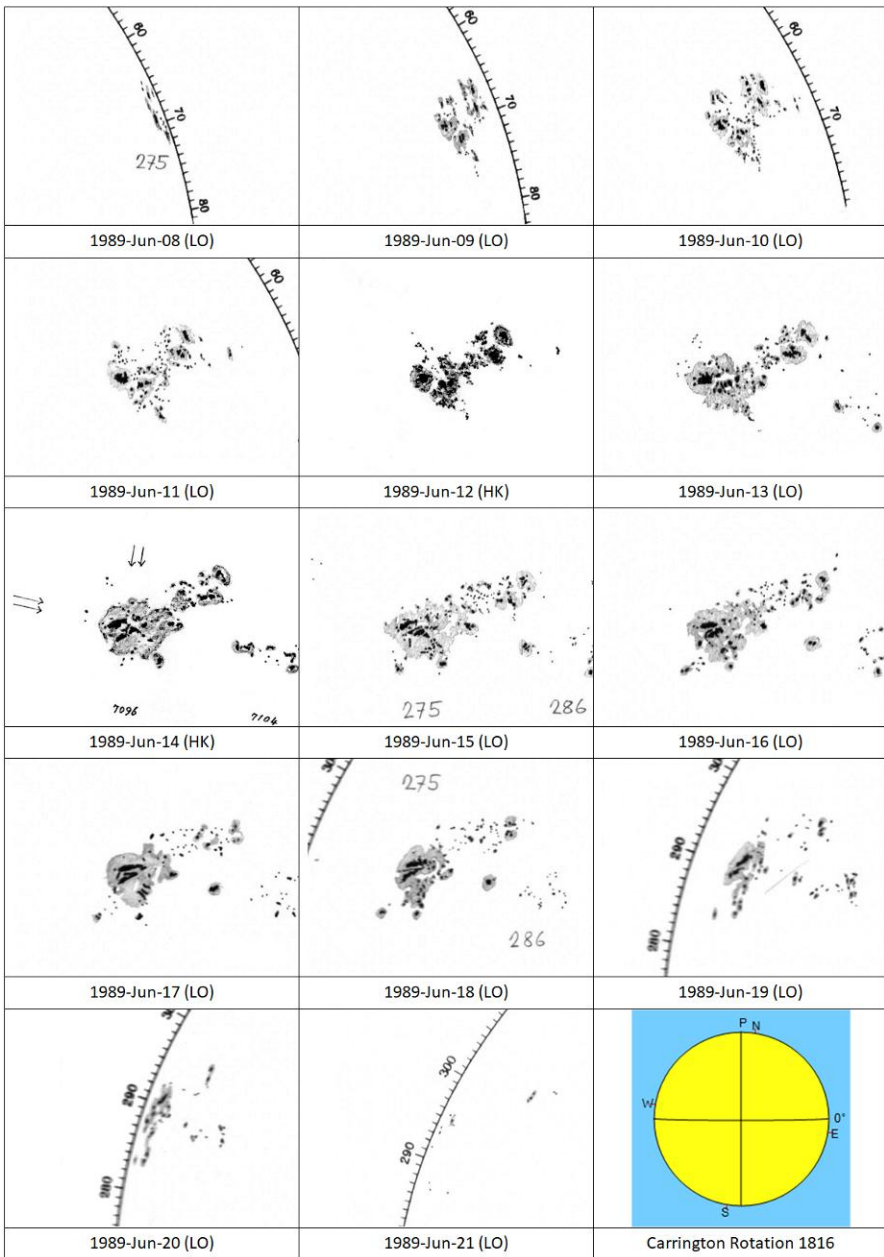 60
70
80
275
1989-Jun-08 (LO)
60
70
80
1989-Jun-09 (LO)
60
70
1989-Jun-10 (LO)
60
1989-Jun-11 (LO)
1989-Jun-12 (HK)
1989-Jun-13 (LO)
7096
7104
1989-Jun-14 (HK)
275
286
1989-Jun-15 (LO)
1989-Jun-16 (LO)
1989-Jun-17 (LO)
275
286
1989-Jun-18 (LO)
290
280
1989-Jun-19 (LO)
290
280
1989-Jun-20 (LO)
300
290
1989-Jun-21 (LO)
P
N
W
0°
E
S
Carrington Rotation 1816